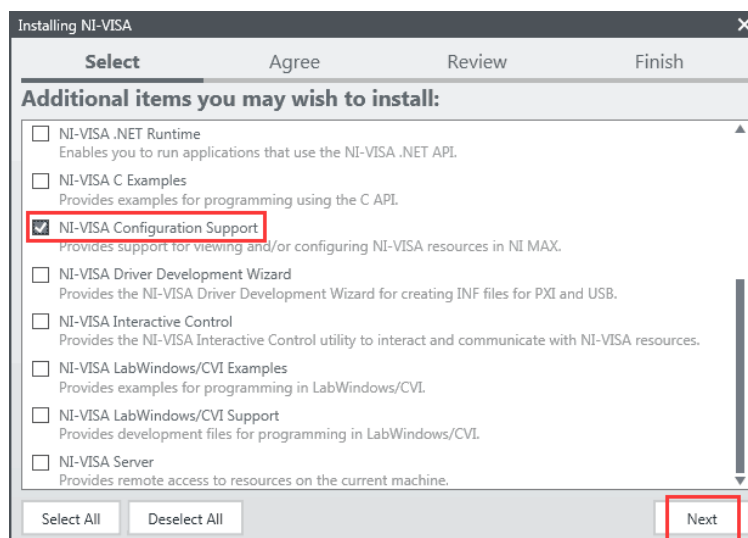 Installing NI-VISA
Select Agree Review Finish
Additional items you may wish to install:
NI-VISA .NET Runtime
Enables you to run applications that use the NI-VISA .NET API.
NI-VISA C Examples
Provides examples for programming using the C API.
NI-VISA Configuration Support
Provides support for viewing and/or configuring NI-VISA resources in NI MAX.
NI-VISA Driver Development Wizard
Provides the NI-VISA Driver Development Wizard for creating INF files for PXI and USB.
NI-VISA Interactive Control
Provides the NI-VISA Interactive Control utility to interact and communicate with NI-VISA resources.
NI-VISA LabWindows/CVI Examples
Provides examples for programming in LabWindows/CVI.
NI-VISA LabWindows/CVI Support
Provides development files for programming in LabWindows/CVI.
NI-VISA Server
Provides remote access to resources on the current machine.
Select All Deselect All Next